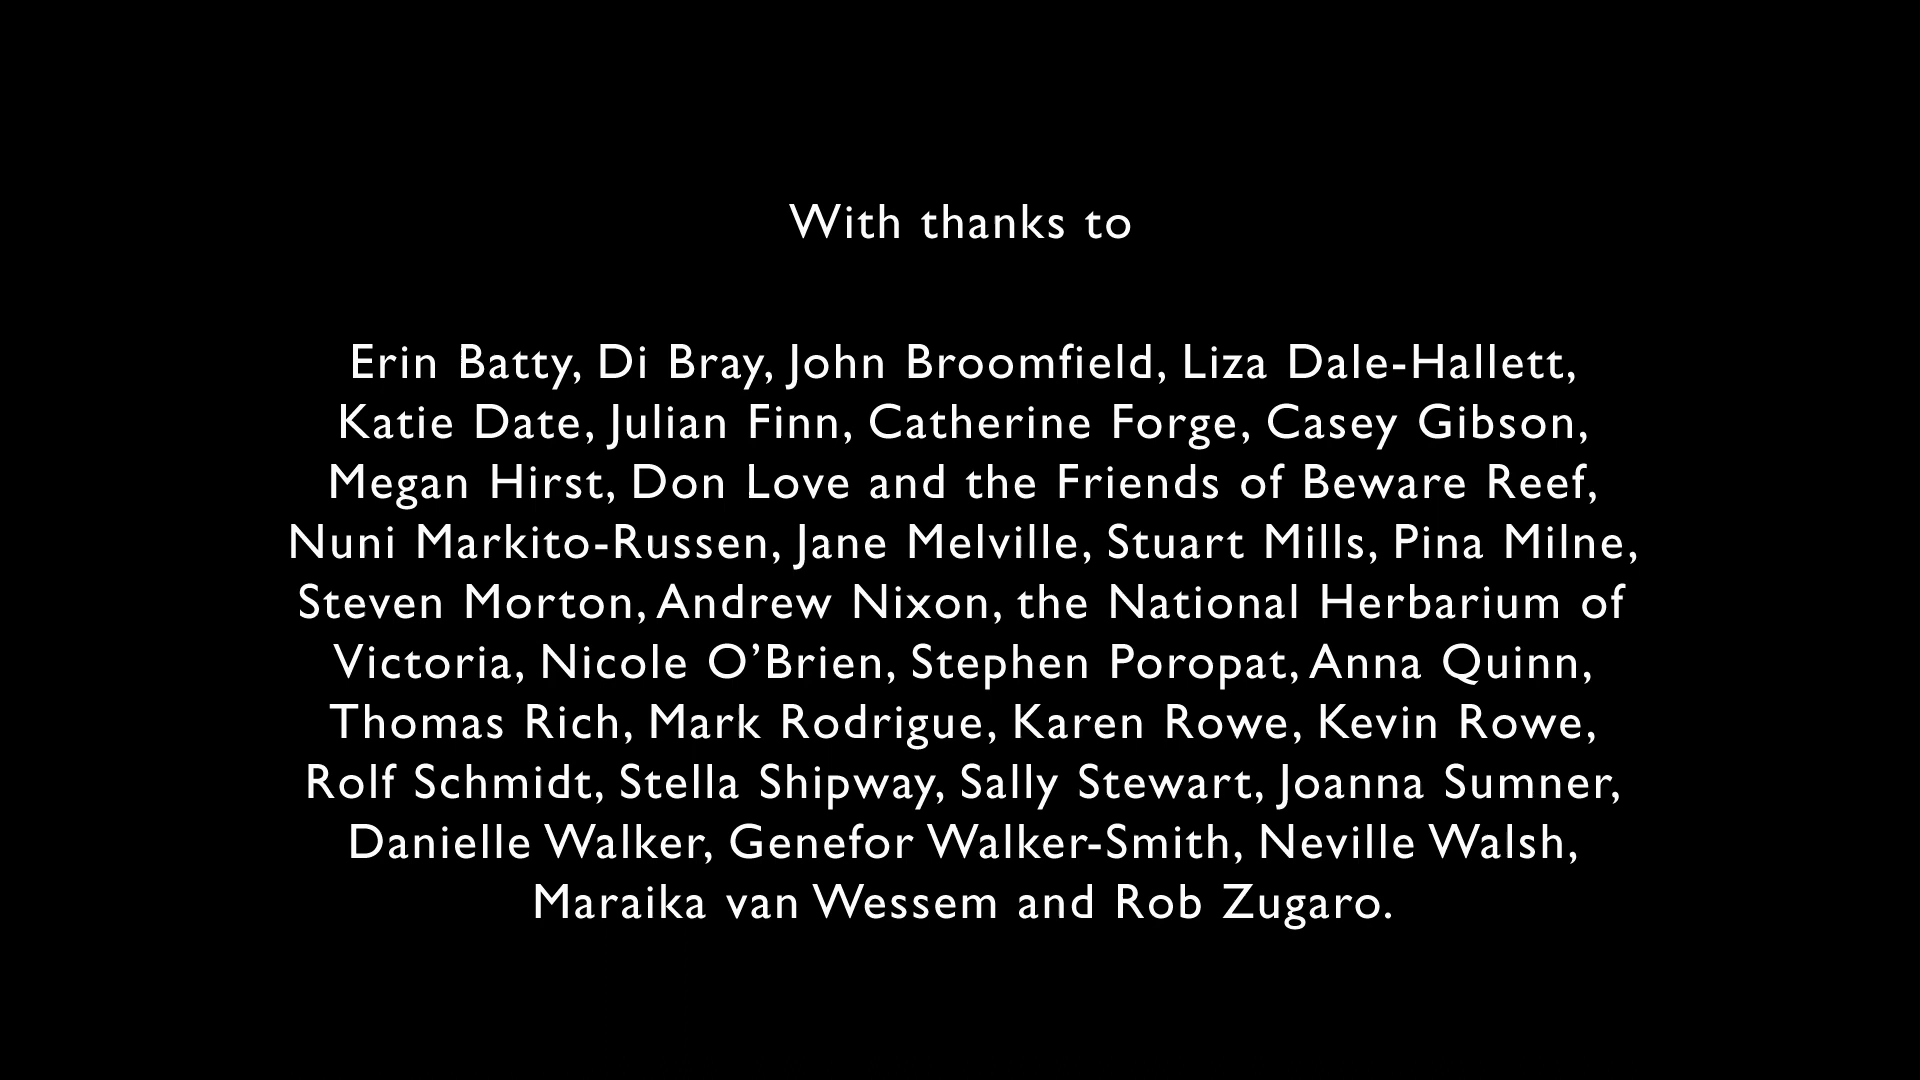 With thanks to
Erin Batty, Di Bray, John Broomfield, Liza Dale-Hallett,
Katie Date, Julian Finn, Catherine Forge, Casey Gibson,
Megan Hirst, Don Love and the Friends of Beware Reef,
Nuni Markito-Russen, Jane Melville, Stuart Mills, Pina Milne,
Steven Morton, Andrew Nixon, the National Herbarium of
Victoria, Nicole O’Brien, Stephen Poropat, Anna Quinn,
Thomas Rich, Mark Rodrigue, Karen Rowe, Kevin Rowe,
Rolf Schmidt, Stella Shipway, Sally Stewart, Joanna Sumner,
Danielle Walker, Genefor Walker-Smith, Neville Walsh,
Maraika van Wessem and Rob Zugaro.